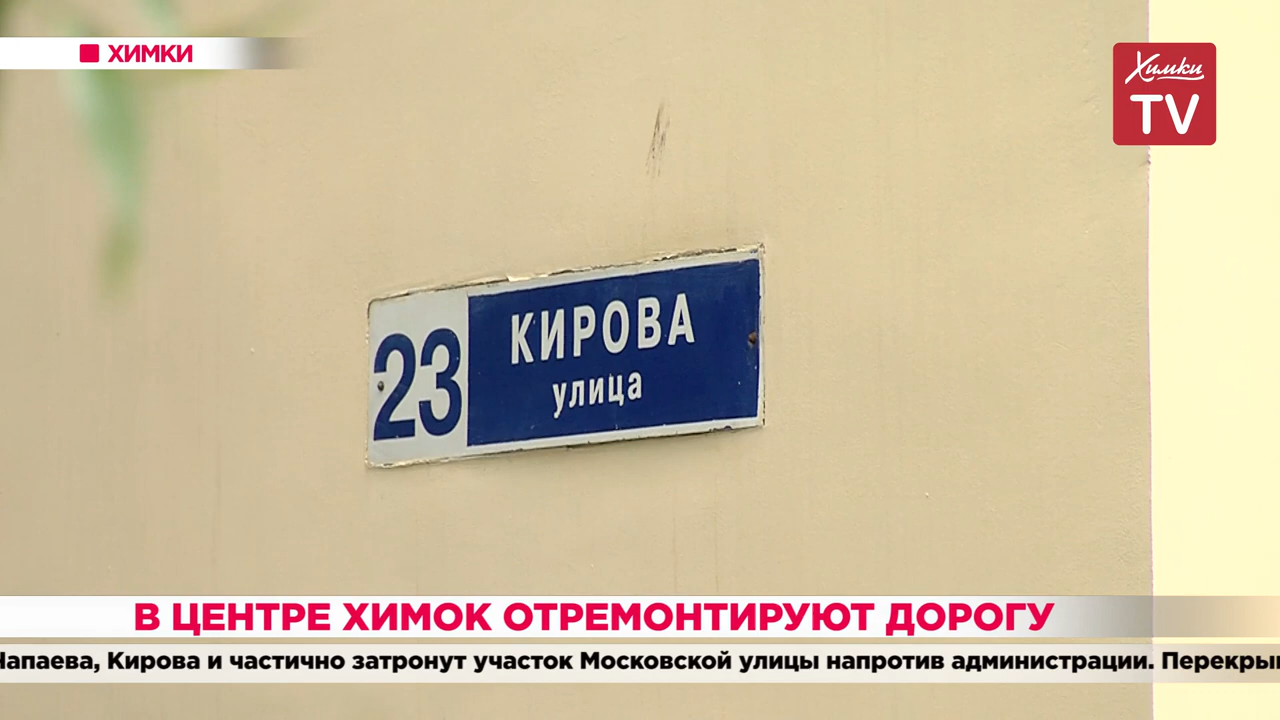 ХИМКИ
Химки
TV
23
КИРОВА
улица
В ЦЕНТРЕ ХИМОК ОТРЕМОНТИРУЮТ ДОРОГУ
Чапаева, Кирова и частично затронут участок Московской улицы напротив администрации.